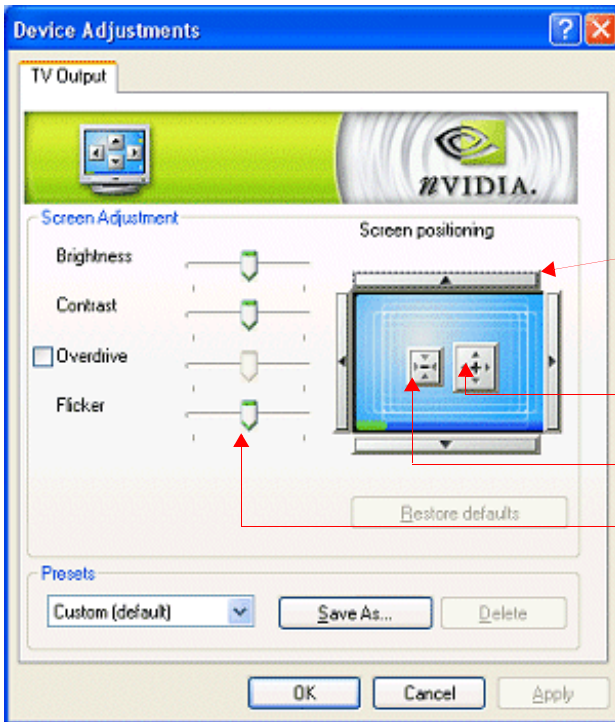 Device Adjustments
TV Output
nVIDIA.
Screen Adjustment
Screen positioning
Brightness
Contrast
Overdrive
Flicker
Restore defaults
Presets
Custom (default)
Save As...
Delete
OK
Cancel
Apply